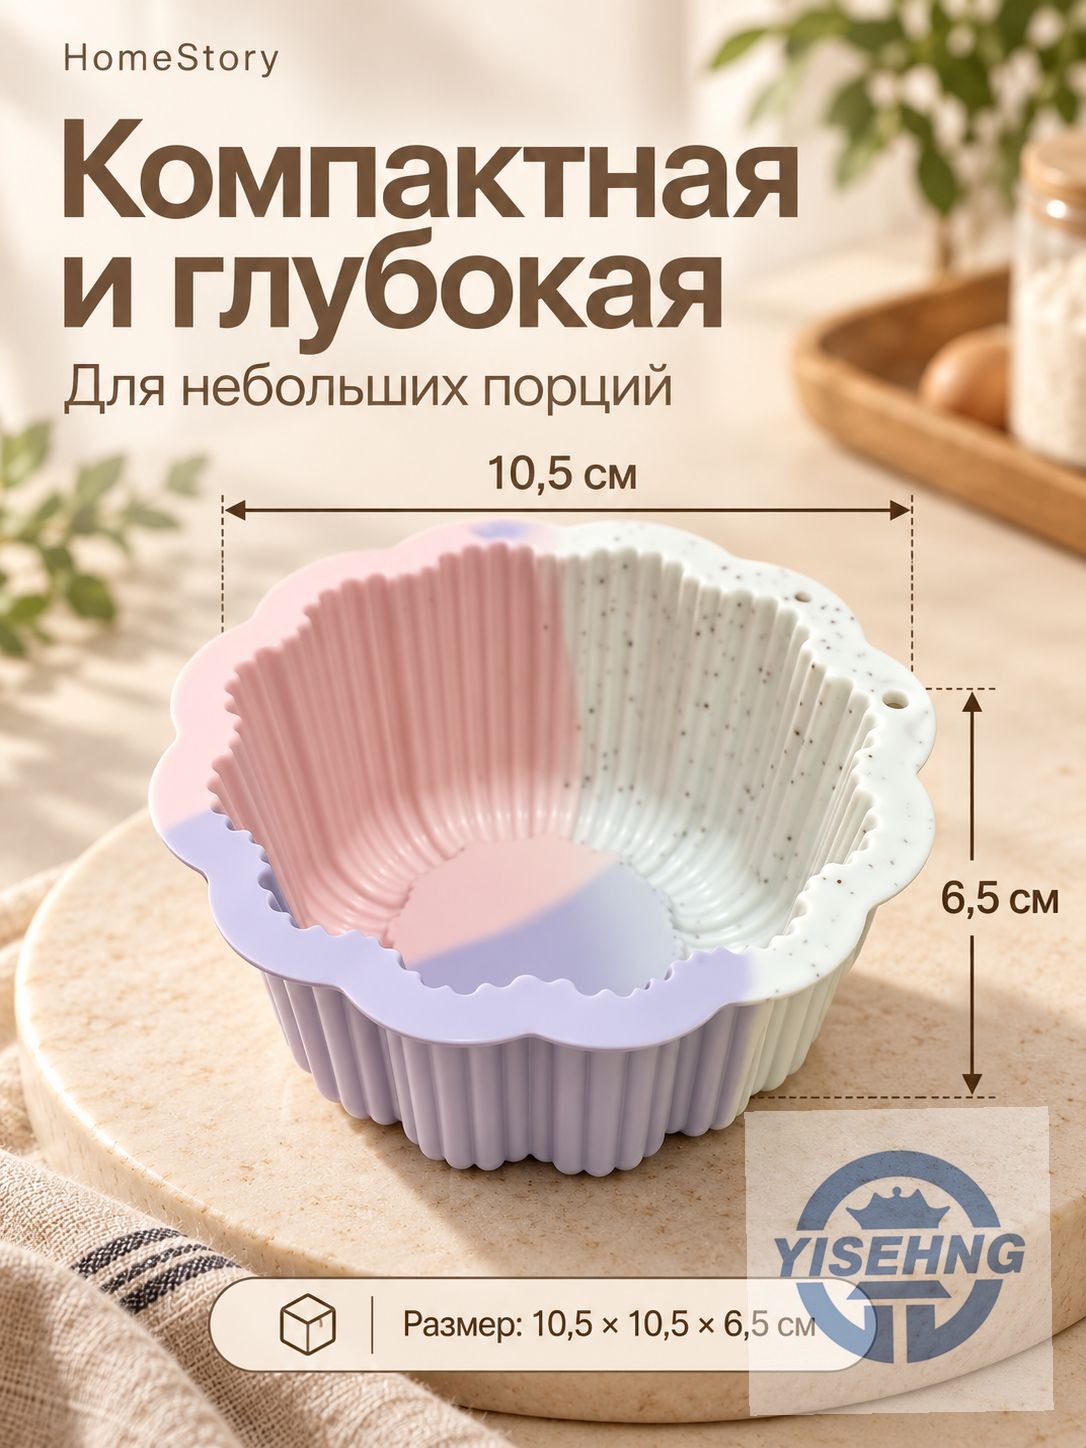 HomeStory
Компактная
и глубокая
Для небольших порций
10,5 см
6,5 см
YISEHNG
Размер: 10,5 × 10,5 × 6,5 см